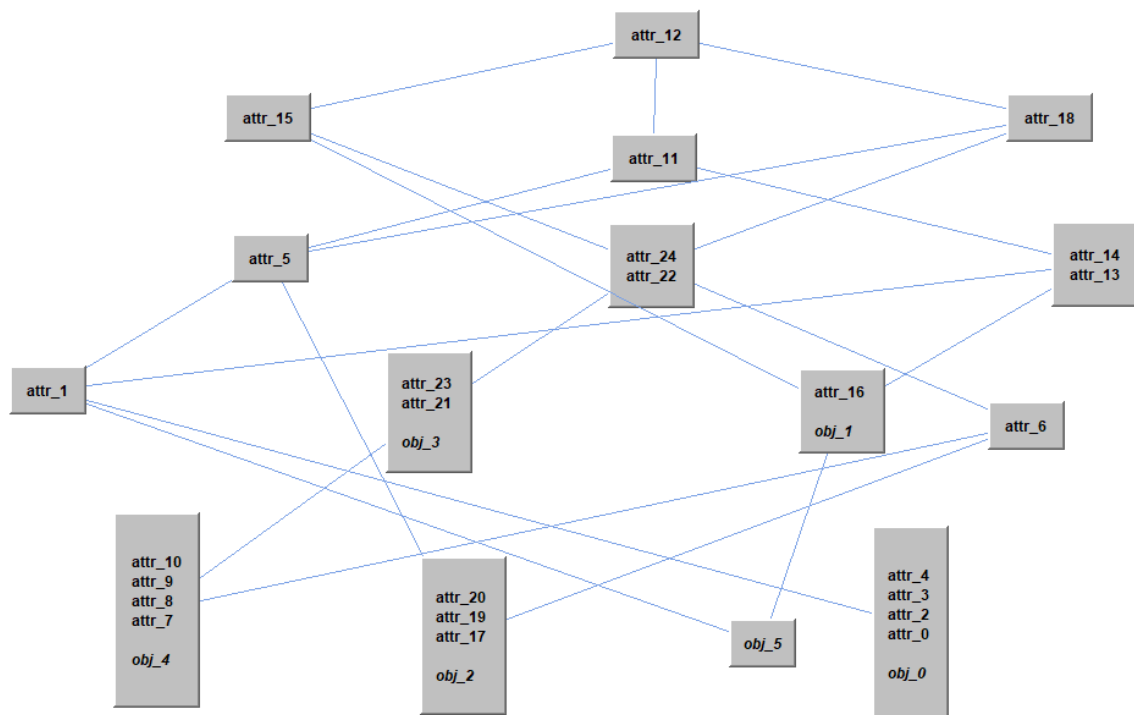 attr_12
attr_15
attr_18
attr_11
attr_5
attr_24
attr_22
attr_14
attr_13
attr_1
attr_23
attr_21
obj_3
attr_16
obj_1
attr_6
attr_10
attr_9
attr_8
attr_7
obj_4
attr_20
attr_19
attr_17
obj_2
obj_5
attr_4
attr_3
attr_2
attr_0
obj_0